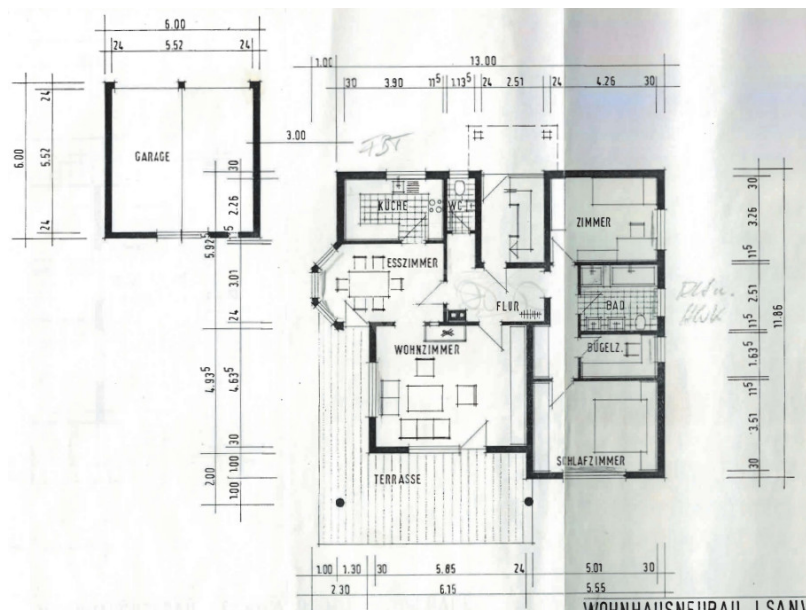 6.00
24 5.52 24
1.00 13.00
30 3.90 11⁵ 1.13⁵ 24 2.51 24 4.26 30
3.00
6.00
24 5.52 24
GARAGE
KÜCHE
WC
ZIMMER
ESSZIMMER
FLUR
BAD
WOHNZIMMER
BÜGELZ.
SCHLAFZIMMER
TERRASSE
30 2.26
5.92⁵
3.01
24
4.93⁵ 4.63⁵
30
2.00 1.00
1.00
30
3.26
11⁵
2.51
11⁵
1.63⁵
11⁵
3.51
30
11.86
1.00 1.30 30 5.85 24 5.01 30
2.30 6.15 5.55
WOHNHAUSNEUBAU